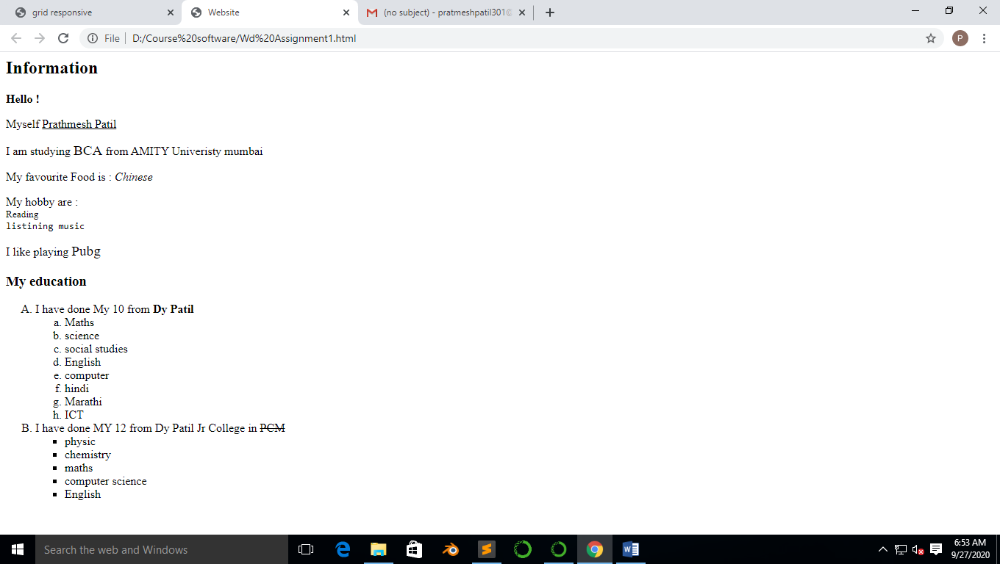 grid responsive
Website
(no subject) - pratmeshpatil301@
File
D:/Course%20software/Wd%20Assignment1.html
P
Information
Hello !
Myself Prathmesh Patil
I am studying BCA from AMITY Univeristy mumbai
My favourite Food is : Chinese
My hobby are :
Reading
listining music
I like playing Pubg
My education
A. I have done My 10 from Dy Patil
a. Maths
b. science
c. social studies
d. English
e. computer
f. hindi
g. Marathi
h. ICT
B. I have done MY 12 from Dy Patil Jr College in PCM
▪ physic
▪ chemistry
▪ maths
▪ computer science
▪ English
Search the web and Windows
6:53 AM
9/27/2020